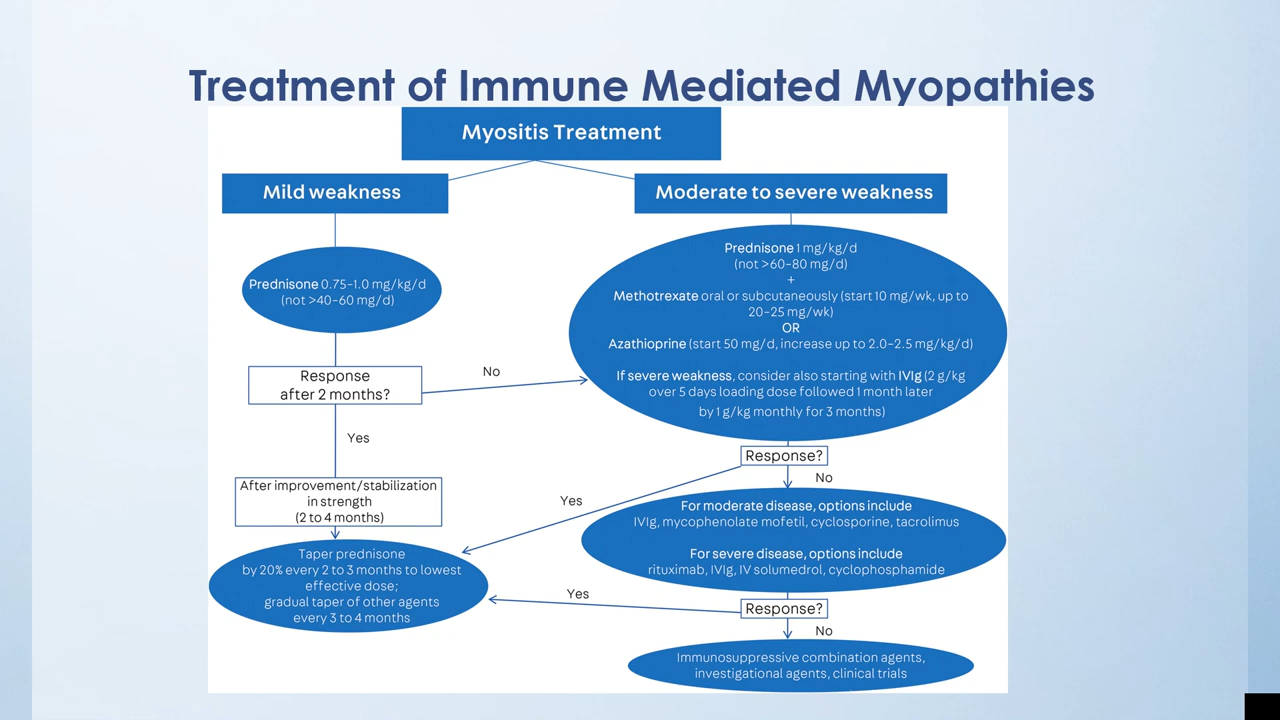 Treatment of Immune Mediated Myopathies
Myositis Treatment
Mild weakness
Moderate to severe weakness
Prednisone 0.75-1.0 mg/kg/d
(not >40-60 mg/d)
Prednisone 1 mg/kg/d
(not >60-80 mg/d)
+
Methotrexate oral or subcutaneously (start 10 mg/wk, up to
20-25 mg/wk)
OR
Azathioprine (start 50 mg/d, increase up to 2.0-2.5 mg/kg/d)
If severe weakness, consider also starting with IVIg (2 g/kg
over 5 days loading dose followed 1 month later
by 1 g/kg monthly for 3 months)
Response
after 2 months?
No
Yes
After improvement/stabilization
in strength
(2 to 4 months)
Response?
Yes
No
Taper prednisone
by 20% every 2 to 3 months to lowest
effective dose;
gradual taper of other agents
every 3 to 4 months
For moderate disease, options include
IVIg, mycophenolate mofetil, cyclosporine, tacrolimus
For severe disease, options include
rituximab, IVIg, IV solumedrol, cyclophosphamide
Yes
Response?
No
Immunosuppressive combination agents,
investigational agents, clinical trials